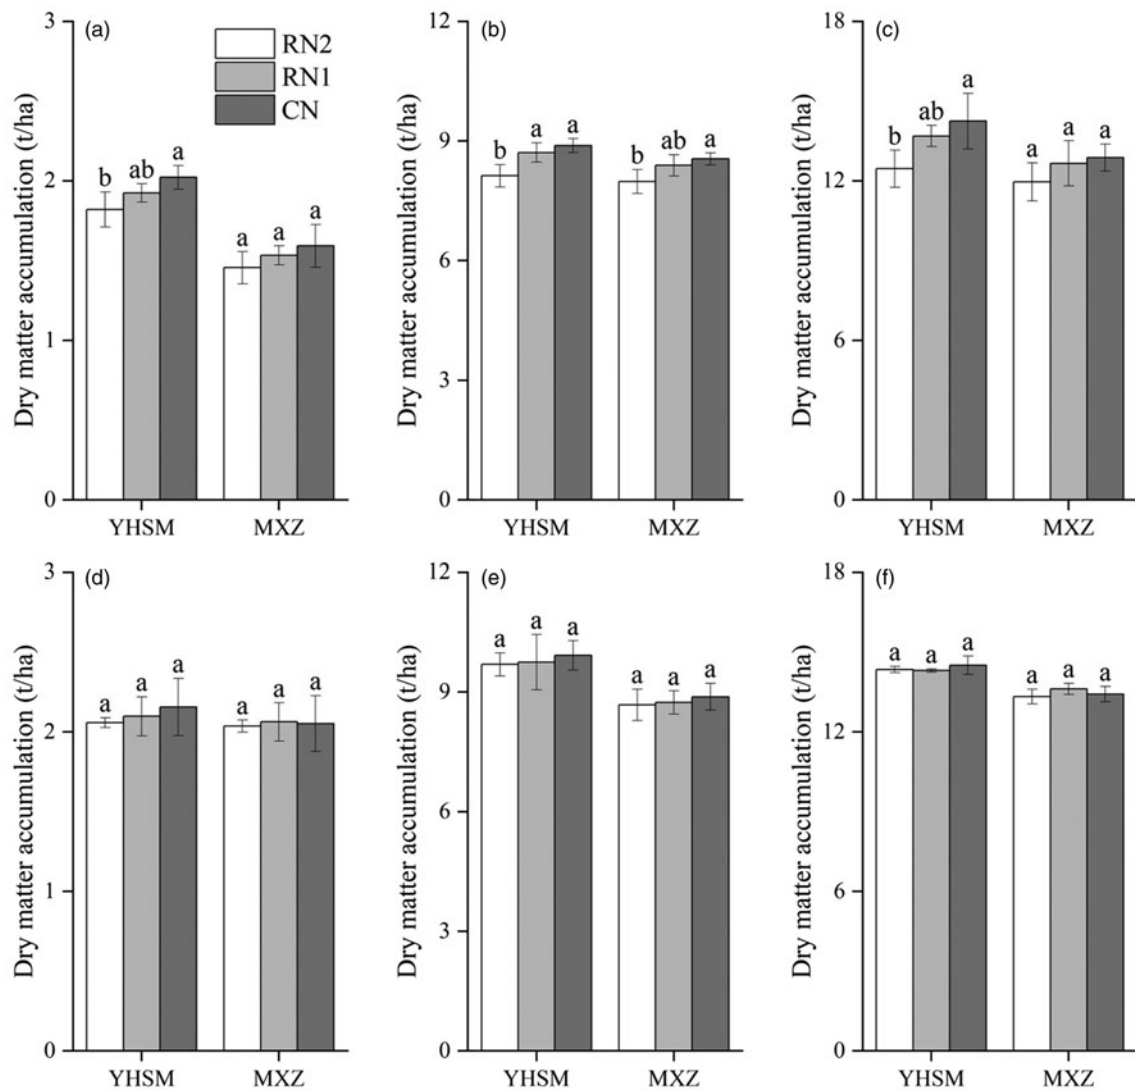 (a)
RN2
RN1
CN
Dry matter accumulation (t/ha)
3
2
1
0
b ab a
a a a
YHSM MXZ
(b)
Dry matter accumulation (t/ha)
12
9
6
3
0
b a a
b ab a
YHSM MXZ
(c)
Dry matter accumulation (t/ha)
18
12
6
0
b ab a
a a a
YHSM MXZ
(d)
Dry matter accumulation (t/ha)
3
2
1
0
a a a
a a a
YHSM MXZ
(e)
Dry matter accumulation (t/ha)
12
9
6
3
0
a a a
a a a
YHSM MXZ
(f)
Dry matter accumulation (t/ha)
18
12
6
0
a a a
a a a
YHSM MXZ